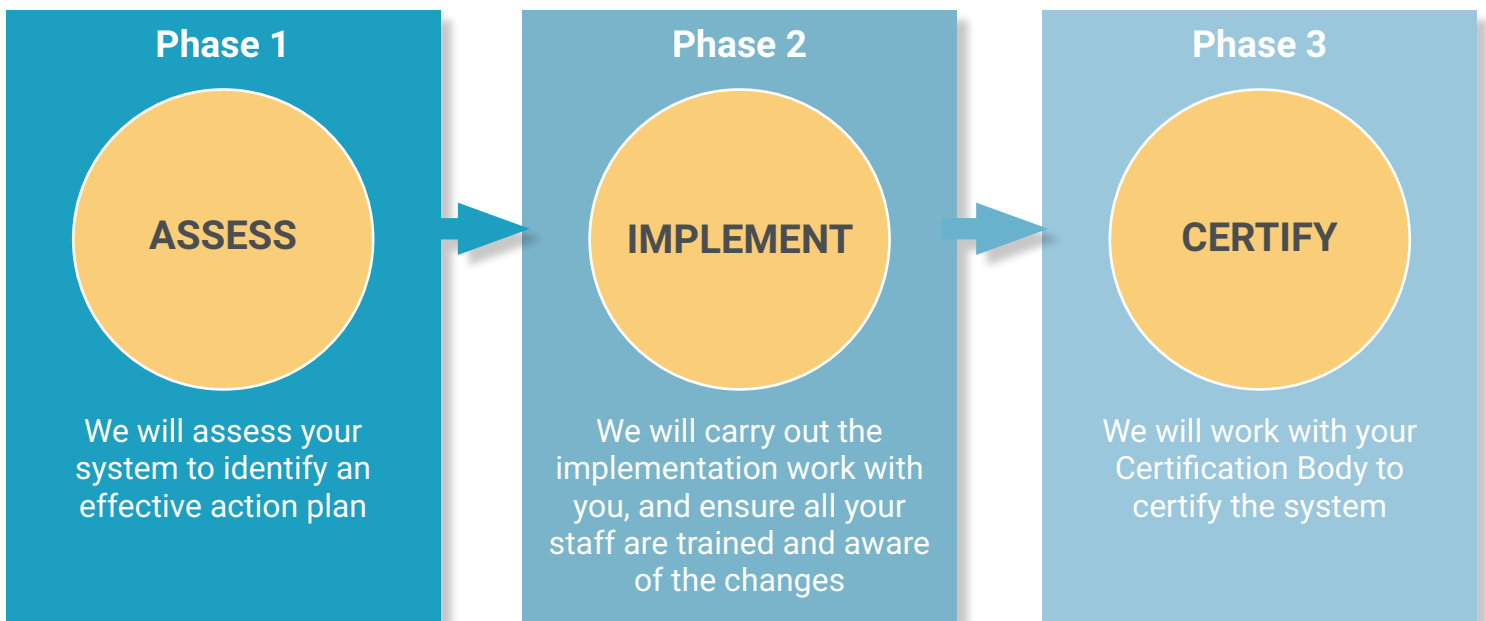 Phase 1
ASSESS
We will assess your
system to identify an
effective action plan
Phase 2
IMPLEMENT
We will carry out the
implementation work with
you, and ensure all your
staff are trained and aware
of the changes
Phase 3
CERTIFY
We will work with your
Certification Body to
certify the system